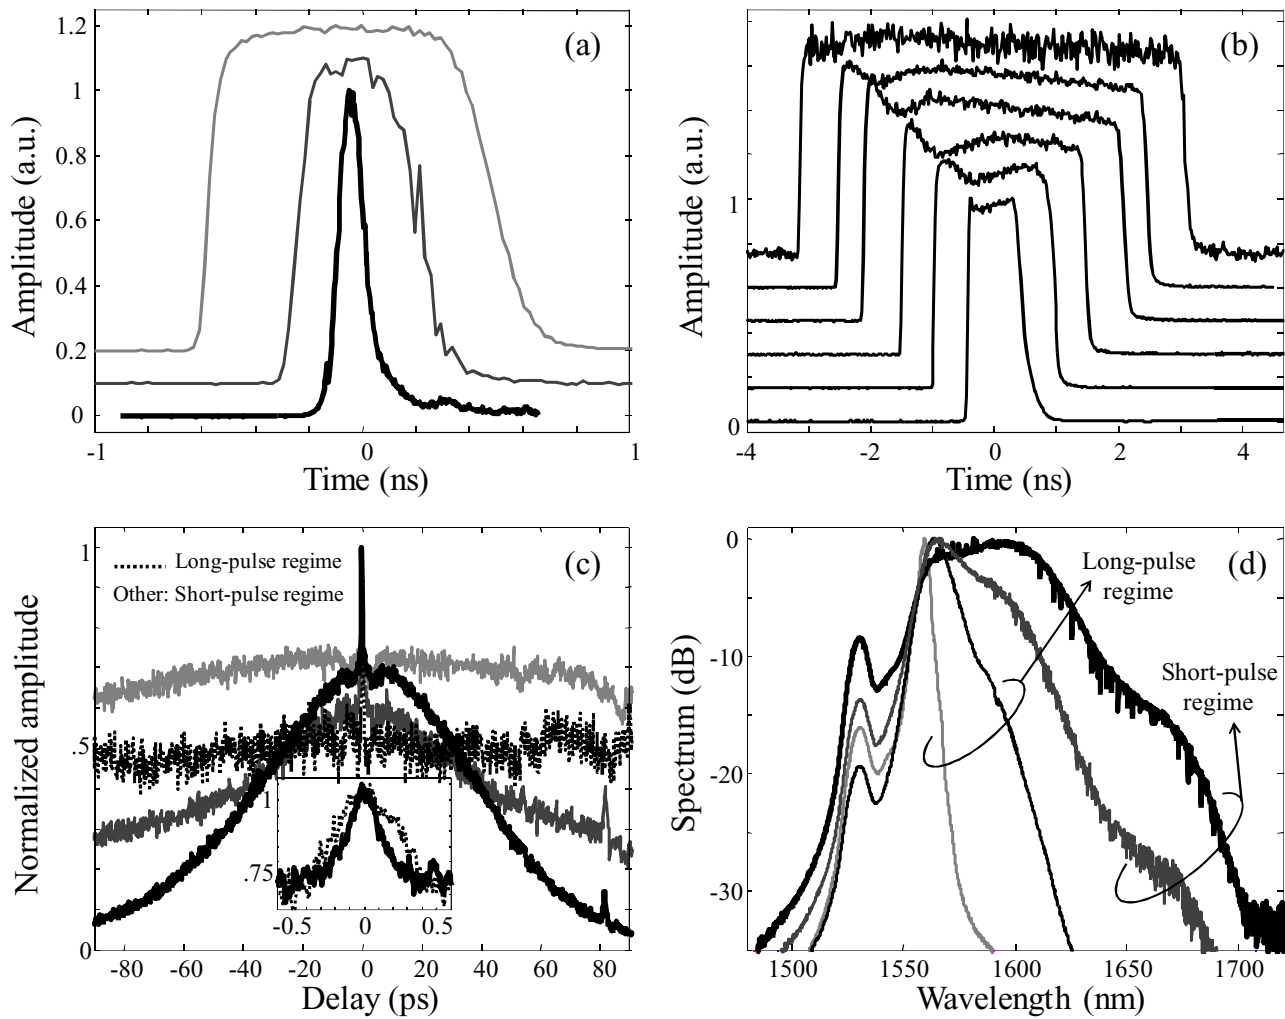 (a)
Amplitude (a.u.)
1.2
1
0.8
0.6
0.4
0.2
0
-1
0
1
Time (ns)
(b)
Amplitude (a.u.)
1
0
-4
-2
0
2
4
Time (ns)
(c)
Long-pulse regime
Other: Short-pulse regime
Normalized amplitude
1
.5
0
1
.75
-0.5
0
0.5
-80
-60
-40
-20
0
20
40
60
80
Delay (ps)
(d)
Long-pulse
regime
Short-pulse
regime
Spectrum (dB)
0
-10
-20
-30
1500
1550
1600
1650
1700
Wavelength (nm)